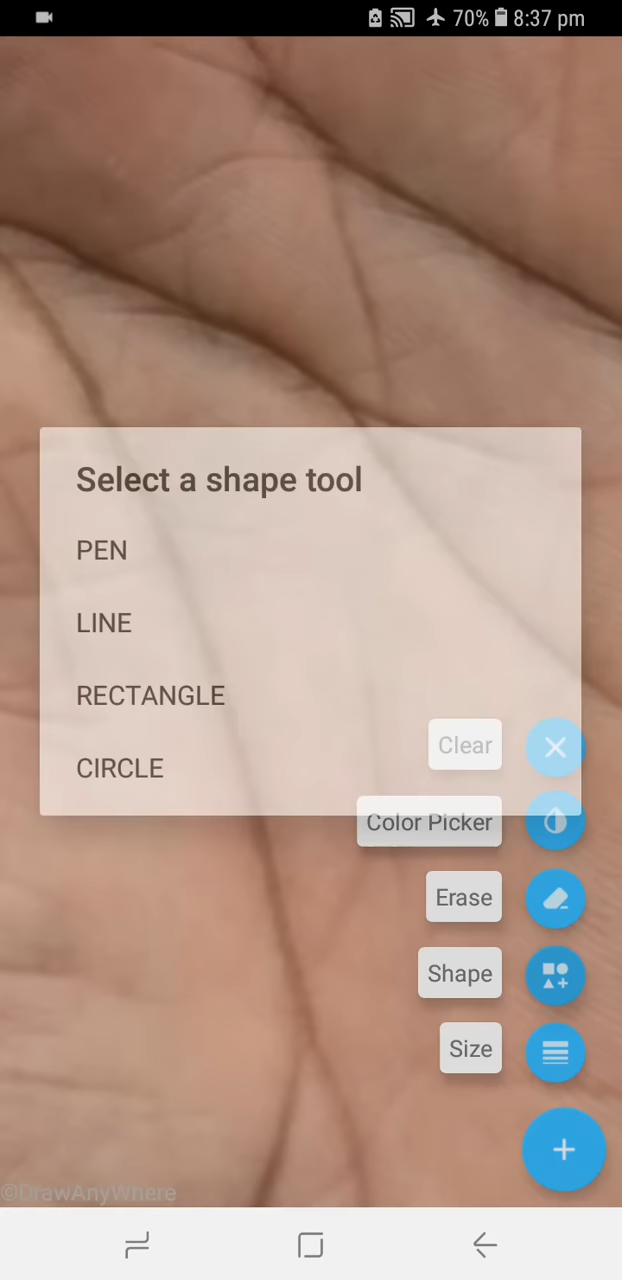 70% 8:37 pm
Select a shape tool
PEN
LINE
RECTANGLE
CIRCLE
Clear
Color Picker
Erase
Shape
Size
©DrawAnyWhere